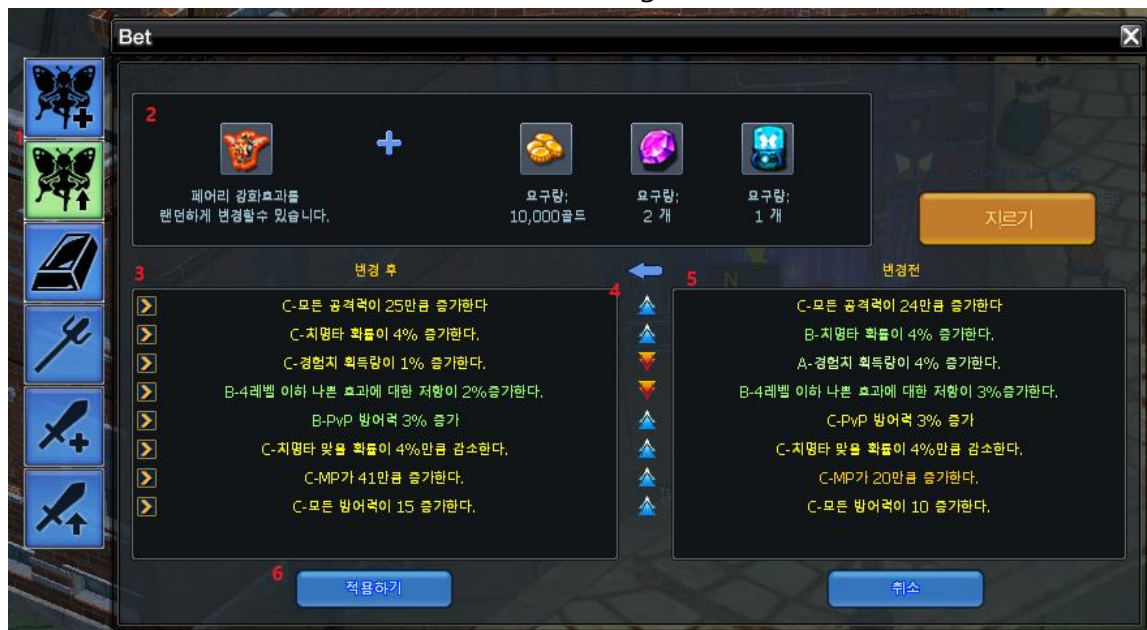 Bet
1
2
페어리 강화효과를
랜덤하게 변경할수 있습니다.
요구량:
10,000골드
요구량:
2 개
요구량:
1 개
지르기
3
변경 후
4
5
변경전
C-모든 공격력이 25만큼 증가한다
C-모든 공격력이 24만큼 증가한다
C-치명타 확률이 4% 증가한다.
B-치명타 확률이 4% 증가한다.
C-경험치 획득량이 1% 증가한다.
A-경험치 획득량이 4% 증가한다.
B-4레벨 이하 나쁜 효과에 대한 저항이 2%증가한다.
B-4레벨 이하 나쁜 효과에 대한 저항이 3%증가한다.
B-PvP 방어력 3% 증가
C-PvP 방어력 3% 증가
C-치명타 맞을 확률이 4%만큼 감소한다.
C-치명타 맞을 확률이 4%만큼 감소한다.
C-MP가 41만큼 증가한다.
C-MP가 20만큼 증가한다.
C-모든 방어력이 15 증가한다.
C-모든 방어력이 10 증가한다.
6
적용하기
취소